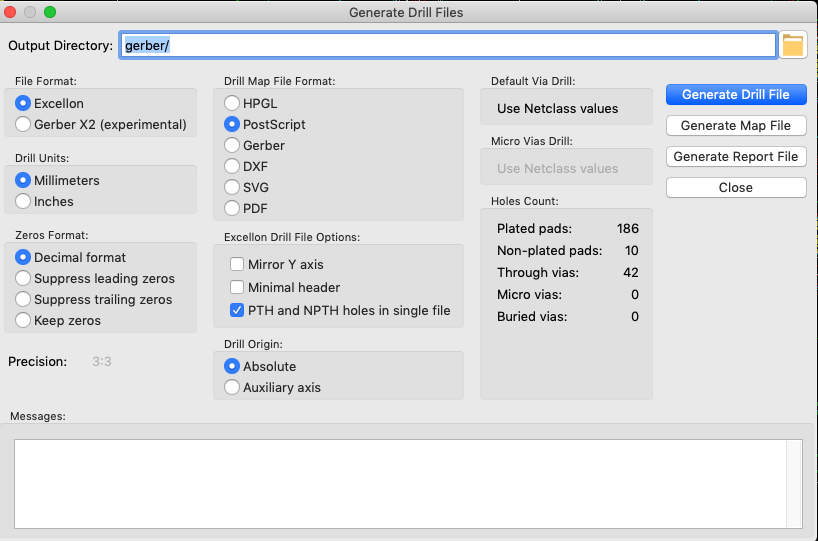 Generate Drill Files
Output Directory: gerber/
File Format:
Excellon
Gerber X2 (experimental)
Drill Units:
Millimeters
Inches
Zeros Format:
Decimal format
Suppress leading zeros
Suppress trailing zeros
Keep zeros
Precision: 3:3
Drill Map File Format:
HPGL
PostScript
Gerber
DXF
SVG
PDF
Excellon Drill File Options:
Mirror Y axis
Minimal header
PTH and NPTH holes in single file
Drill Origin:
Absolute
Auxiliary axis
Default Via Drill:
Use Netclass values
Micro Vias Drill:
Use Netclass values
Holes Count:
Plated pads: 186
Non-plated pads: 10
Through vias: 42
Micro vias: 0
Buried vias: 0
Generate Drill File
Generate Map File
Generate Report File
Close
Messages: